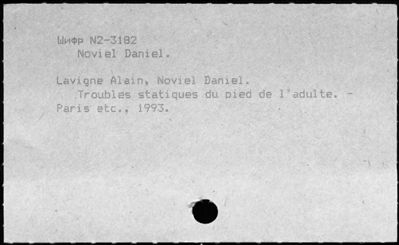 Шифр N2-3182
Noviel Daniel.
Lavigne Alain, Noviel Daniel.
Troubles statiques du pied de l'adulte. -
Paris etc., 1993.